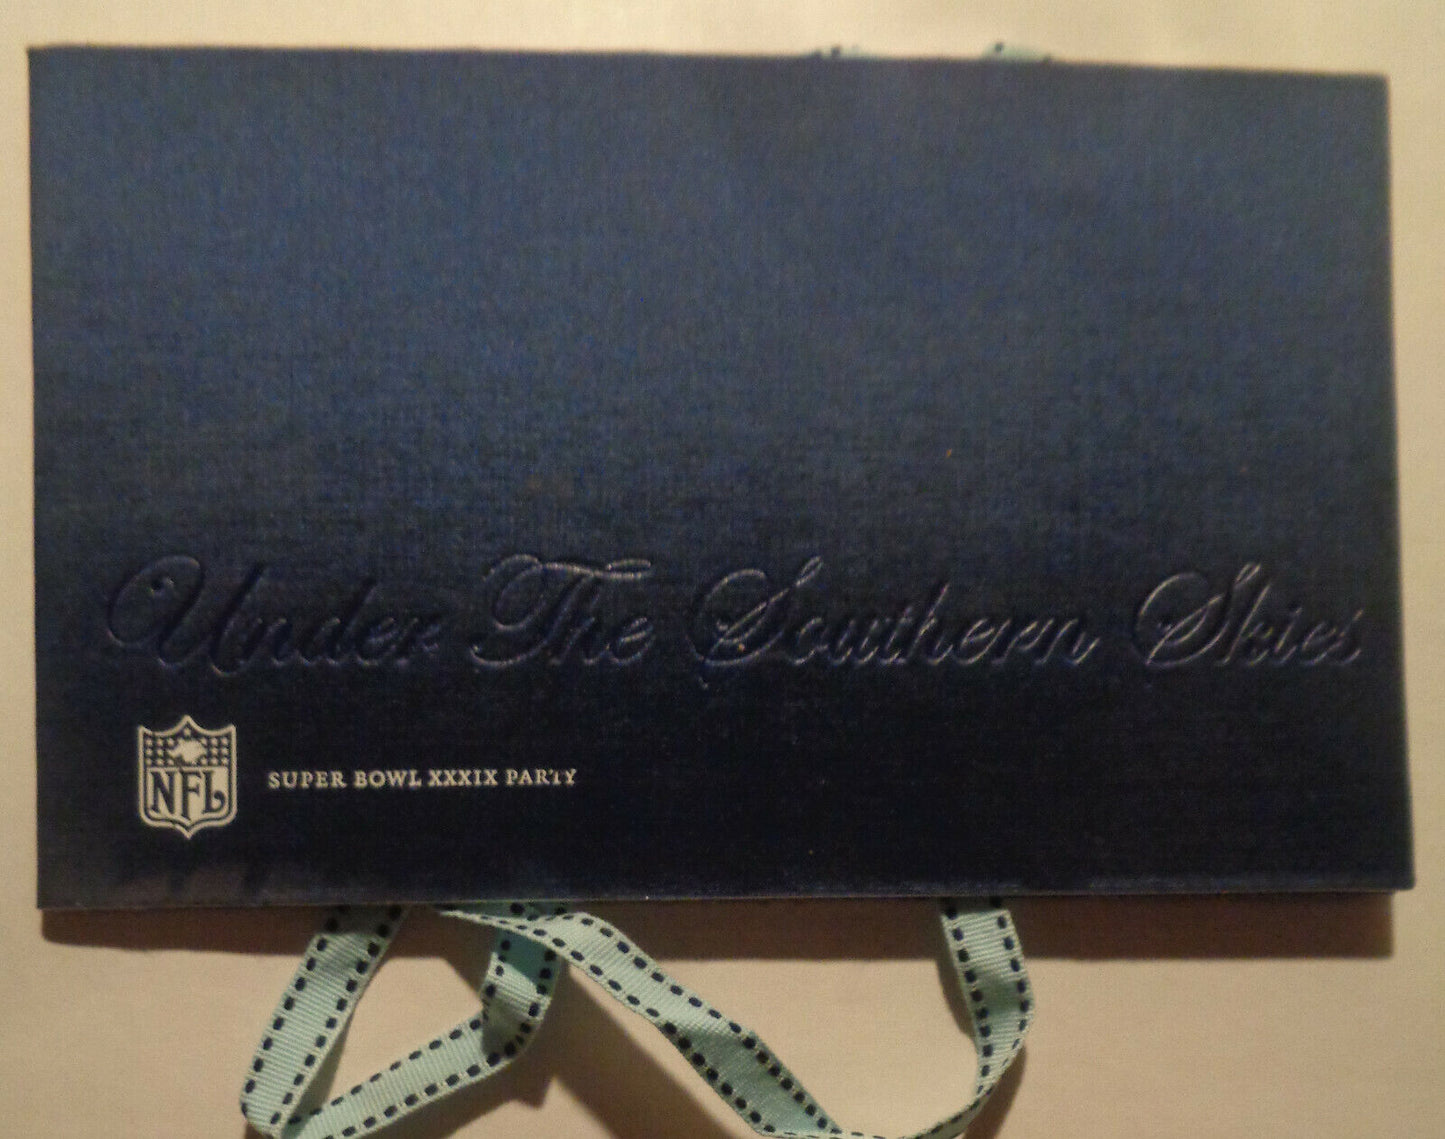 Under The Southern Skies
NFL
SUPER BOWL XXXIX PARTY